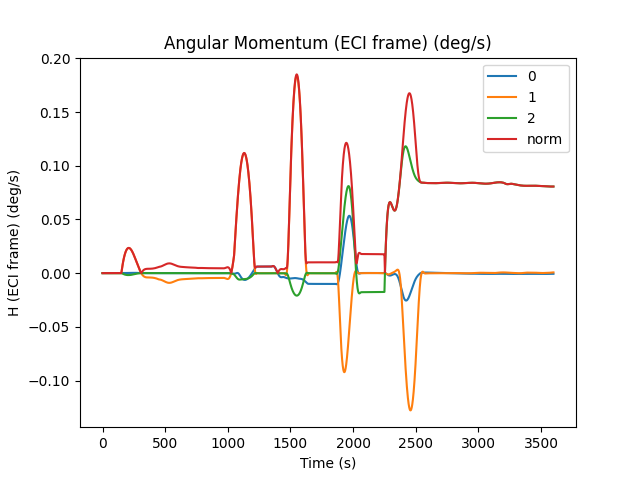 Angular Momentum (ECI frame) (deg/s)
H (ECI frame) (deg/s)
0.20
0.15
0.10
0.05
0.00
−0.05
−0.10
0
1
2
norm
0 500 1000 1500 2000 2500 3000 3500
Time (s)